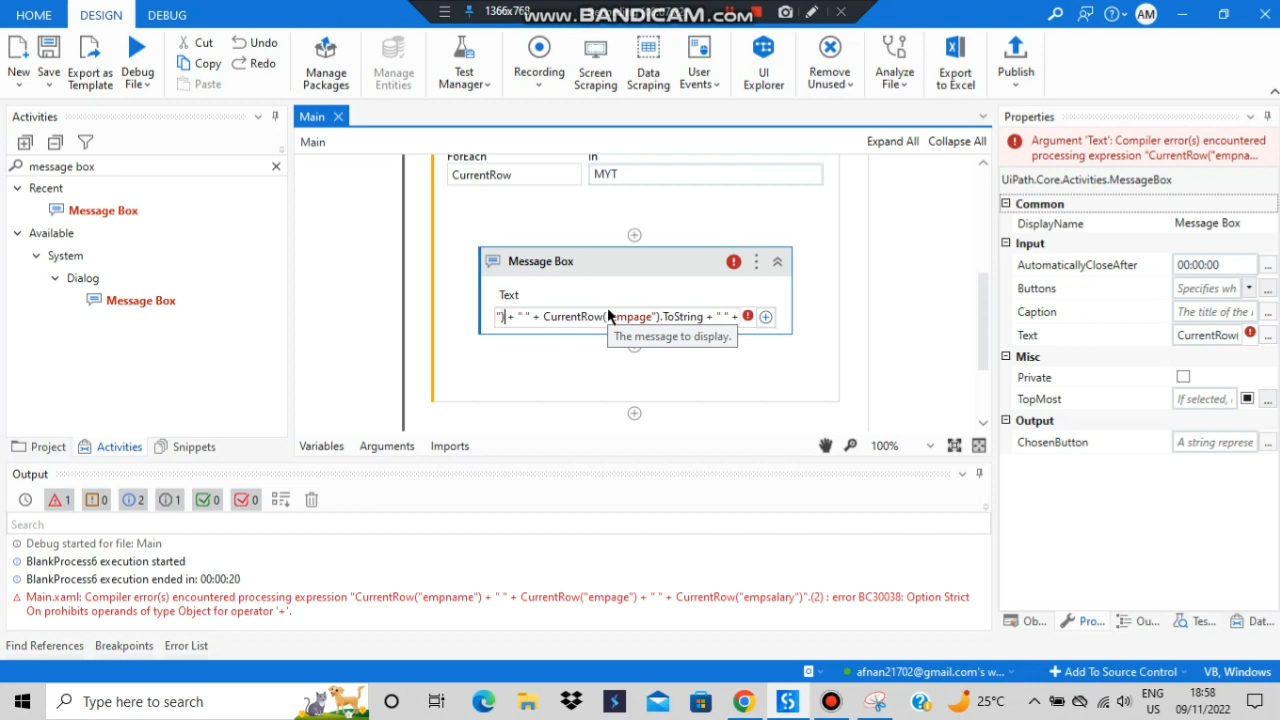 HOME DESIGN DEBUG
1366x768
www.BANDICAM.com
AM
New Save Export as Template Debug File
Cut Copy Paste Undo Redo
Manage Packages Manage Entities Test Manager Recording Screen Scraping Data Scraping User Events UI Explorer Remove Unused Analyze File Export to Excel Publish
Activities
message box
Recent
Message Box
Available
System
Dialog
Message Box
Project Activities Snippets
Main
Main Expand All Collapse All
ForEach In
CurrentRow MYT
Message Box
Text
") + " " + CurrentRow("empage").ToString + " " +
The message to display.
Variables Arguments Imports 100%
Properties
Argument 'Text': Compiler error(s) encountered
processing expression "CurrentRow("empna...
UiPath.Core.Activities.MessageBox
Common
DisplayName Message Box
Input
AutomaticallyCloseAfter 00:00:00 ...
Buttons Specifies wh ...
Caption The title of the ...
Text CurrentRow( ...
Misc
Private
TopMost If selected, ...
Output
ChosenButton A string represe ...
Ob... Pro... Ou... Tes... Dat...
Output
1 0 2 1 0 0
Search
Debug started for file: Main
BlankProcess6 execution started
BlankProcess6 execution ended in: 00:00:20
Main.xaml: Compiler error(s) encountered processing expression "CurrentRow("empname") + " " + CurrentRow("empage") + " " + CurrentRow("empsalary")".(2) : error BC30038: Option Strict
On prohibits operands of type Object for operator '+'.
Find References Breakpoints Error List
afnan21702@gmail.com's w... Add To Source Control VB, Windows
Type here to search
25°C ENG US 18:58 09/11/2022